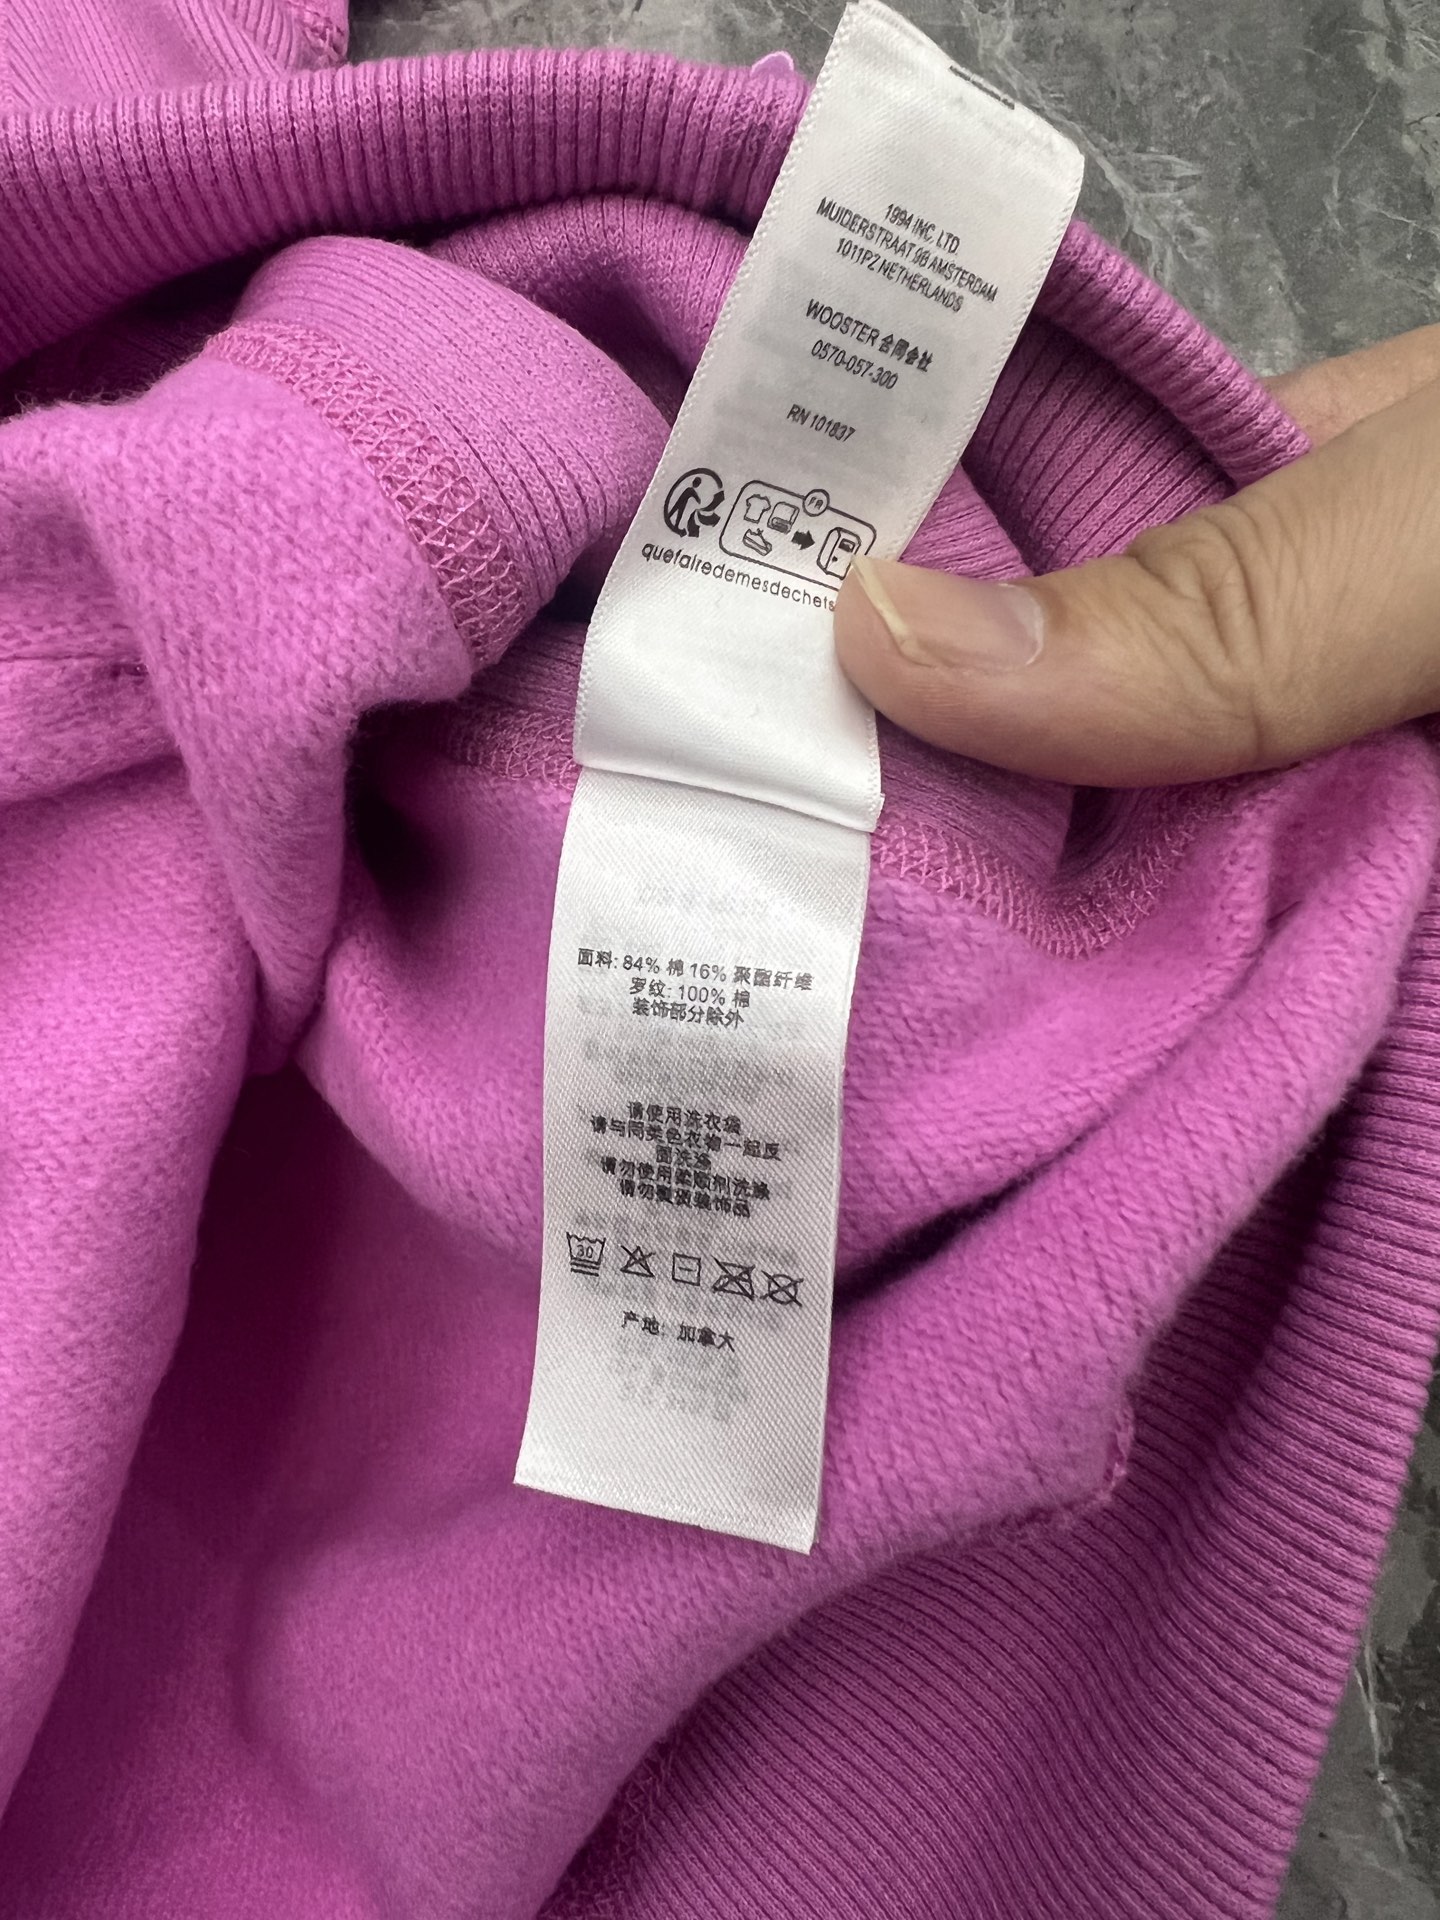 1994 INC, LTD.
MUIDERSTRAAT 9B AMSTERDAM
1011PZ NETHERLANDS
WOOSTER 合同会社
0570-057-300
RN 101837
FR
quefairedemesdechets
面料: 84% 棉 16% 聚酯纤维
罗纹: 100% 棉
装饰部分除外
请使用洗衣袋
请与同类色衣物一起反
面洗涤
请勿使用柔顺剂洗涤
请勿熨烫装饰品
30
产地: 加拿大